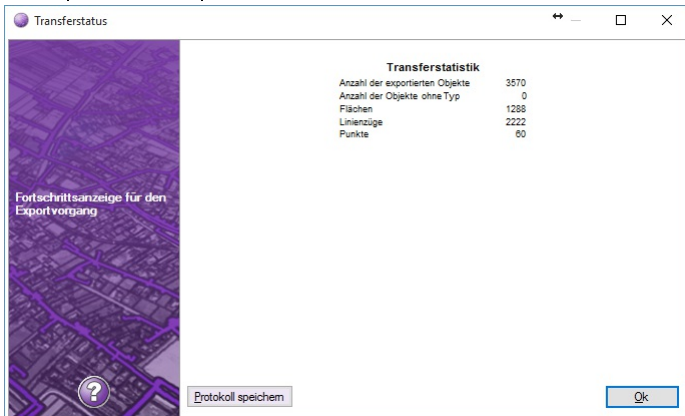 Transferstatus
Transferstatistik
Anzahl der exportierten Objekte 3570
Anzahl der Objekte ohne Typ 0
Flächen 1288
Linienzüge 2222
Punkte 60
Fortschrittsanzeige für den
Exportvorgang
?
Protokoll speichern
Ok